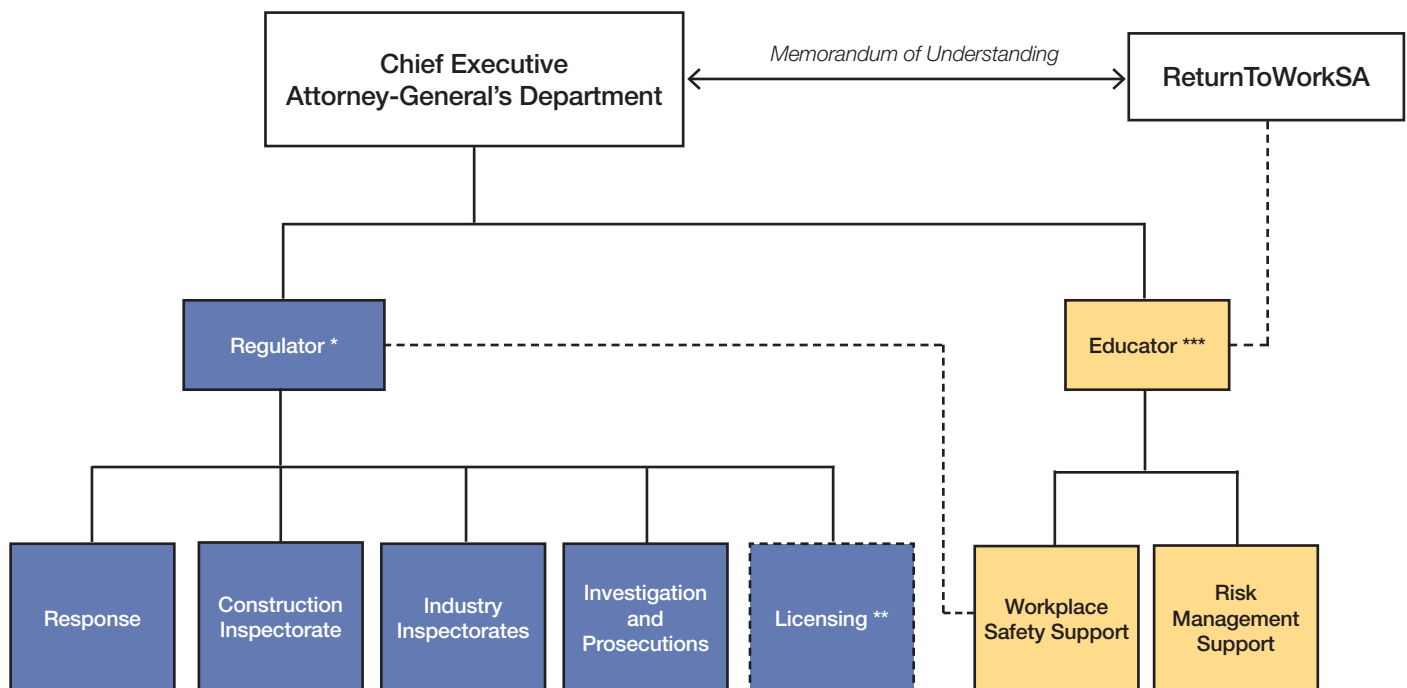 Chief Executive
Attorney-General’s Department
Memorandum of Understanding
ReturnToWorkSA
Regulator *
Educator ***
Response
Construction
Inspectorate
Industry
Inspectorates
Investigation
and
Prosecutions
Licensing **
Workplace
Safety Support
Risk
Management
Support